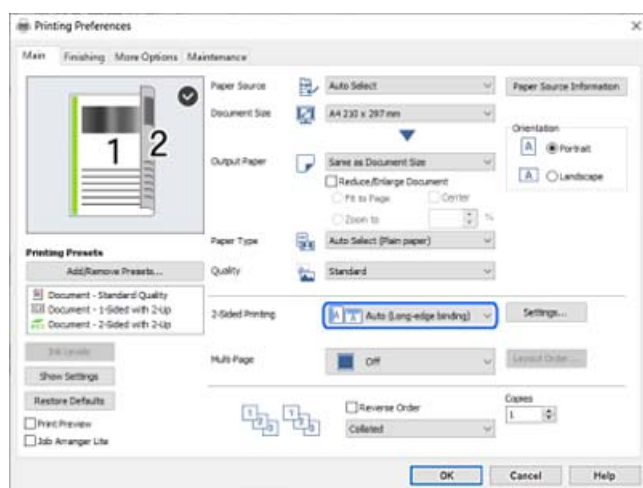 Printing Preferences
Main Finishing More Options Maintenance
1 2
Paper Source Auto Select Paper Source Information
Document Size A4 210 x 297 mm
Orientation
A Portrait
A Landscape
Output Paper Same as Document Size
Reduce/Enlarge Document
Fit to Page Center
Zoom to %
Paper Type Auto Select (Plain paper)
Printing Presets
Add/Remove Presets...
Quality Standard
Document - Standard Quality
Document - 1-Sided with 2-Up
Document - 2-Sided with 2-Up
2-Sided Printing Auto (Long-edge binding) Settings...
Ink Levels
Multi-Page Off Layout Order...
Show Settings
Restore Defaults
Print Preview
Job Arranger Lite
Reverse Order
Collated
Copies
1
OK Cancel Help